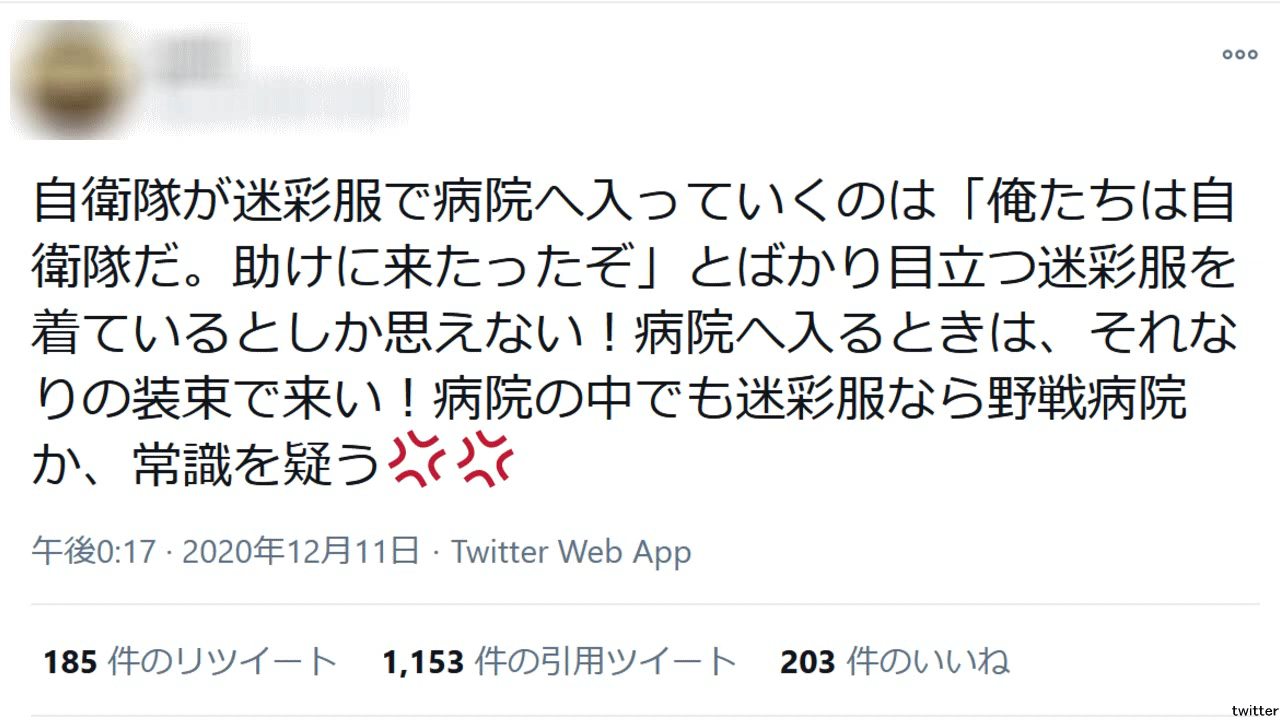 自衛隊が迷彩服で病院へ入っていくのは「俺たちは自
衛隊だ。助けに来たったぞ」とばかり目立つ迷彩服を
着ているとしか思えない！病院へ入るときは、それな
りの装束で来い！病院の中でも迷彩服なら野戦病院
か、常識を疑う💢💢
午後0:17 · 2020年12月11日 · Twitter Web App
185 件のリツイート 1,153 件の引用ツイート 203 件のいいね
twitter